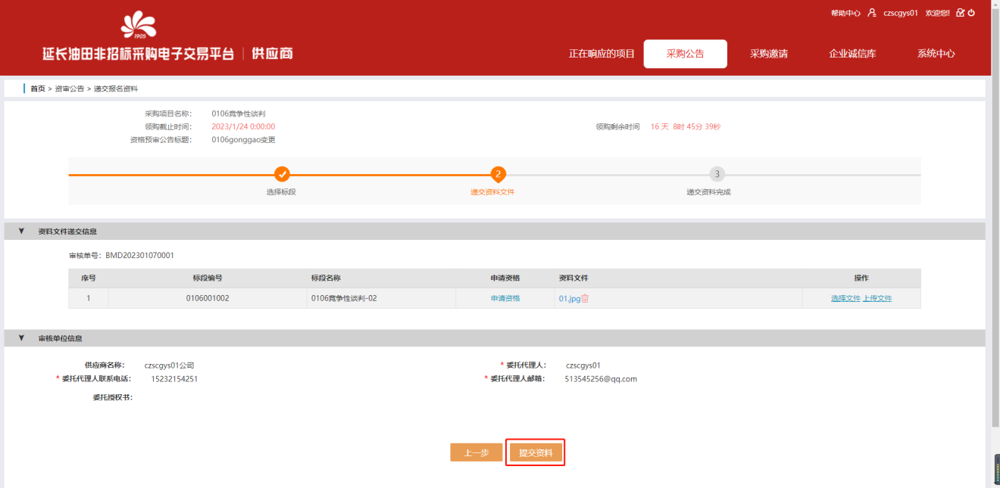 帮助中心 czscgys01 欢迎您!
1905
延长油田非招标采购电子交易平台 | 供应商
正在响应的项目 采购公告 采购邀请 企业诚信库 系统中心
首页 > 资审公告 > 递交报名资料
采购项目名称: 0106竞争性谈判
领购截止时间: 2023/1/24 0:00:00 领购剩余时间 16 天 8时 45分 39秒
资格预审公告标题: 0106gonggao变更
2 3
选择标段 递交资料文件 递交资料完成
▼ 资料文件递交信息
审核单号: BMD202301070001
序号 标段编号 标段名称 申请资格 资料文件 操作
1 0106001002 0106竞争性谈判-02 申请资格 01.jpg 选择文件 上传文件
▼ 审核单位信息
供应商名称: czscgys01公司 * 委托代理人: czscgys01
* 委托代理人联系电话: 15232154251 * 委托代理人邮箱: 513545256@qq.com
委托授权书:
上一步 提交资料